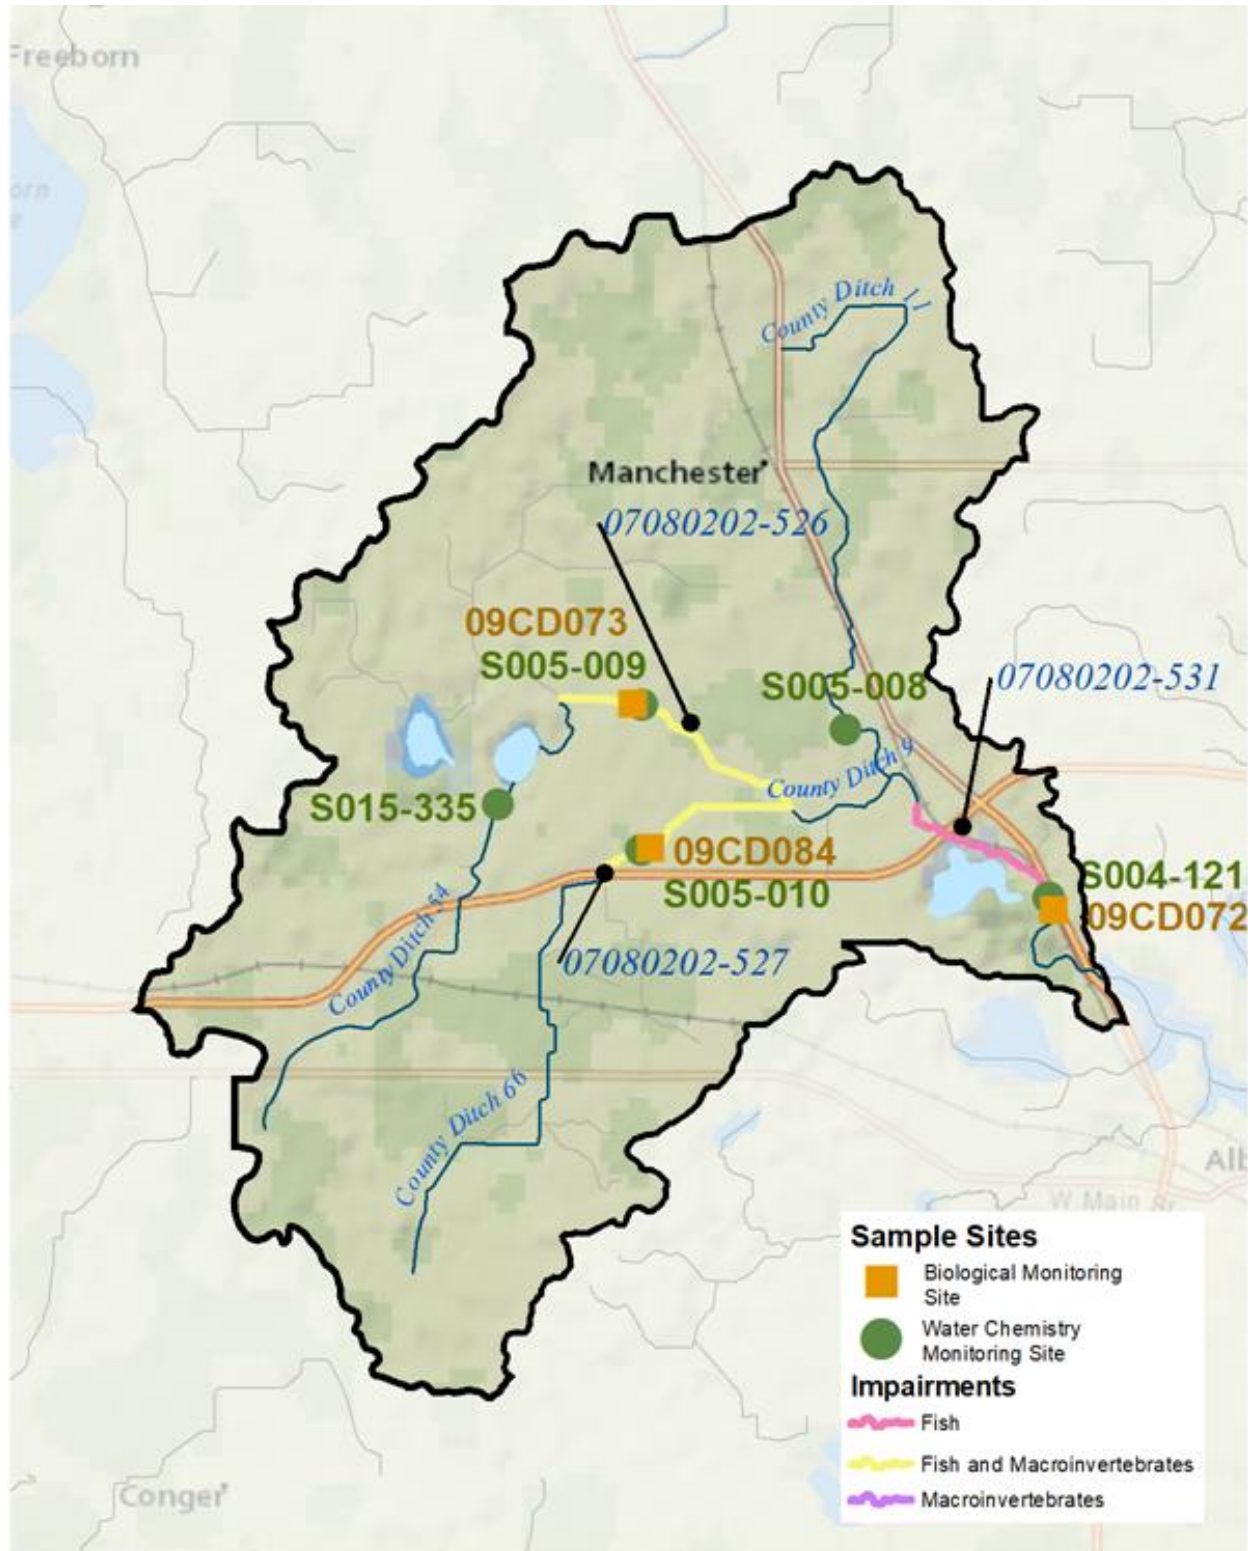 Freeborn
County Ditch 11
Manchester
07080202-526
09CD073
S005-009
S005-008
07080202-531
County Ditch 9
S015-335
09CD084
S005-010
S004-121
09CD072
County Ditch 54
07080202-527
County Ditch 66
Alb
W Main St
Conger
Sample Sites
Biological Monitoring
Site
Water Chemistry
Monitoring Site
Impairments
Fish
Fish and Macroinvertebrates
Macroinvertebrates